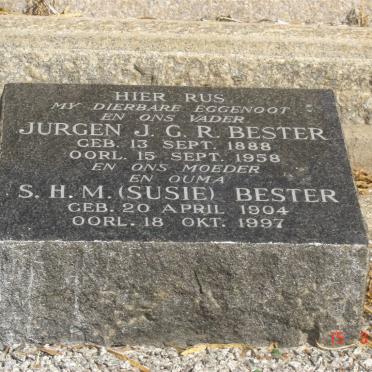 HIER RUS
MY DIERBARE EGGENOOT
EN ONS VADER
JURGEN J. G. R. BESTER
GEB. 13 SEPT. 1888
OORL. 15 SEPT. 1958
EN ONS MOEDER
EN OUMA
S. H. M. (SUSIE) BESTER
GEB. 20 APRIL 1904
OORL. 18 OKT. 1997